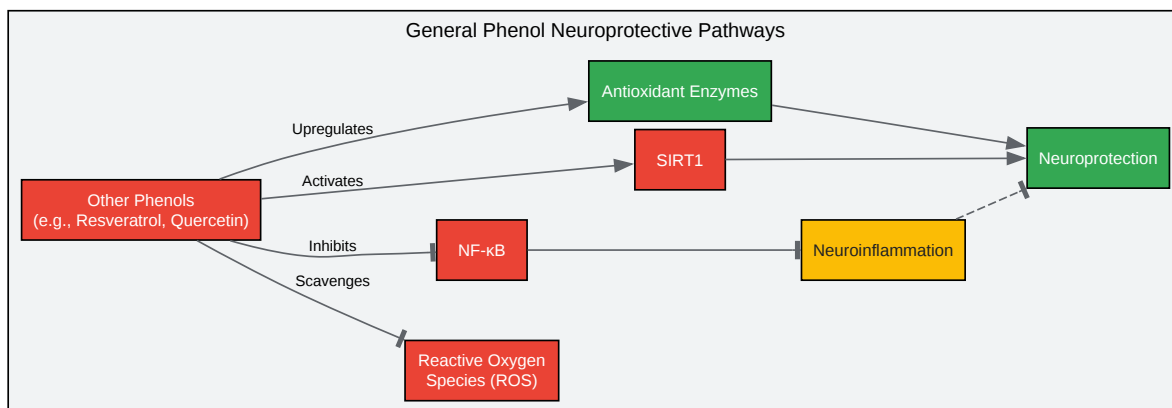 General Phenol Neuroprotective Pathways
Antioxidant Enzymes
Upregulates
SIRT1
Neuroprotection
Activates
Other Phenols
(e.g., Resveratrol, Quercetin)
Inhibits
NF-κB
Neuroinflammation
Scavenges
Reactive Oxygen
Species (ROS)